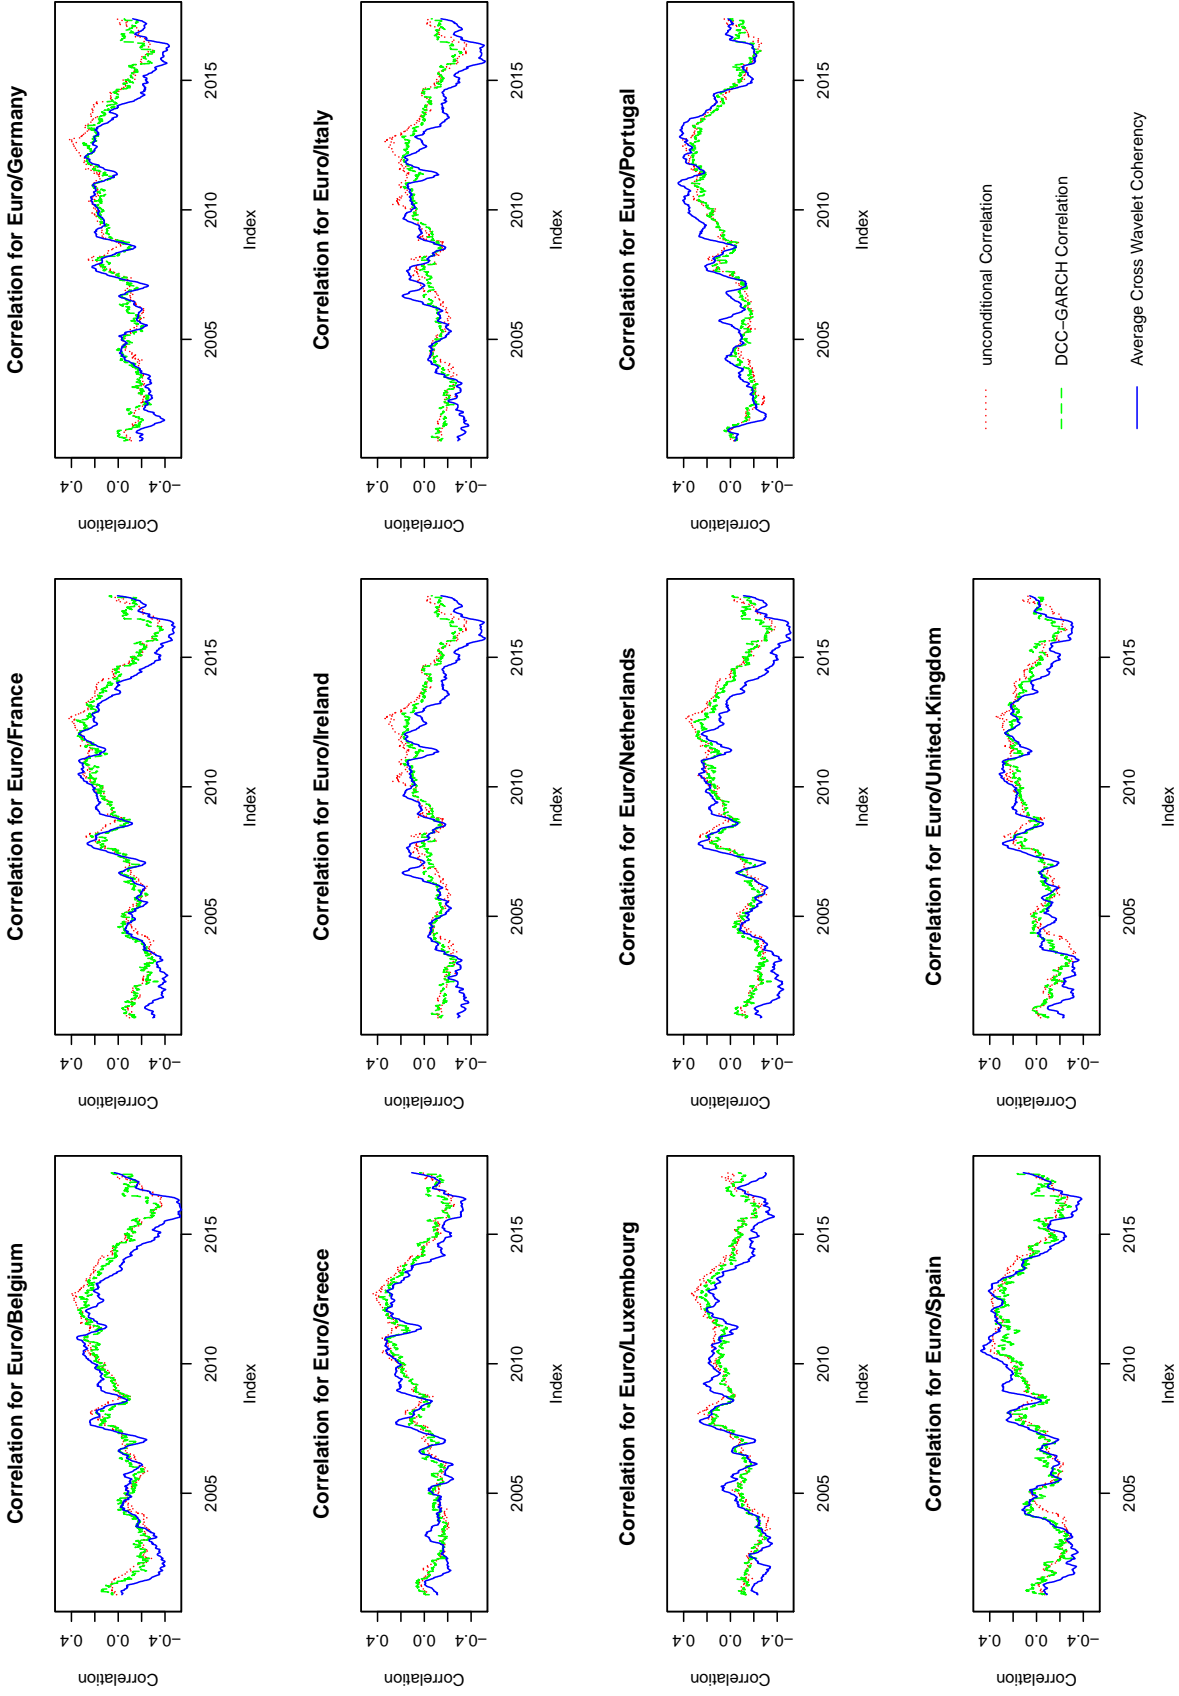 Correlation for Euro/Belgium
Correlation
0.4
0.0
−0.4
2005 2010 2015
Index
Correlation for Euro/France
Correlation
0.4
0.0
−0.4
2005 2010 2015
Index
Correlation for Euro/Germany
Correlation
0.4
0.0
−0.4
2005 2010 2015
Index
Correlation for Euro/Greece
Correlation
0.4
0.0
−0.4
2005 2010 2015
Index
Correlation for Euro/Ireland
Correlation
0.4
0.0
−0.4
2005 2010 2015
Index
Correlation for Euro/Italy
Correlation
0.4
0.0
−0.4
2005 2010 2015
Index
Correlation for Euro/Luxembourg
Correlation
0.4
0.0
−0.4
2005 2010 2015
Index
Correlation for Euro/Netherlands
Correlation
0.4
0.0
−0.4
2005 2010 2015
Index
Correlation for Euro/Portugal
Correlation
0.4
0.0
−0.4
2005 2010 2015
Index
Correlation for Euro/Spain
Correlation
0.4
0.0
−0.4
2005 2010 2015
Index
Correlation for Euro/United.Kingdom
Correlation
0.4
0.0
−0.4
2005 2010 2015
Index
unconditional Correlation
DCC−GARCH Correlation
Average Cross Wavelet Coherency